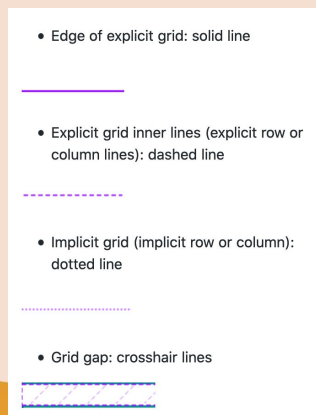 • Edge of explicit grid: solid line
• Explicit grid inner lines (explicit row or
column lines): dashed line
• Implicit grid (implicit row or column):
dotted line
• Grid gap: crosshair lines